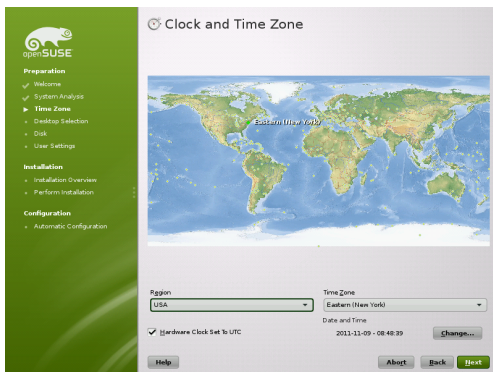 openSUSE
Preparation
Welcome
System Analysis
Time Zone
Desktop Selection
Disk
User Settings
Installation
Installation Overview
Perform Installation
Configuration
Automatic Configuration
Clock and Time Zone
Eastern (New York)
Region
USA
Time Zone
Eastern (New York)
Hardware Clock Set To UTC
Date and Time
2011-11-09 - 08:48:39
Change...
Help
Abort
Back
Next